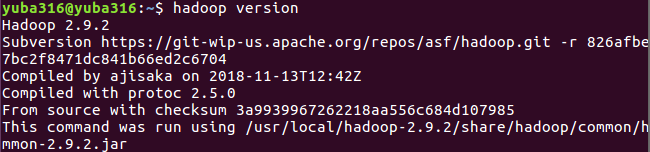 yuba316@yuba316:~$ hadoop version
Hadoop 2.9.2
Subversion https://git-wip-us.apache.org/repos/asf/hadoop.git -r 826afbe
7bc2f8471dc841b66ed2c6704
Compiled by ajisaka on 2018-11-13T12:42Z
Compiled with protoc 2.5.0
From source with checksum 3a9939967262218aa556c684d107985
This command was run using /usr/local/hadoop-2.9.2/share/hadoop/common/h
mmon-2.9.2.jar